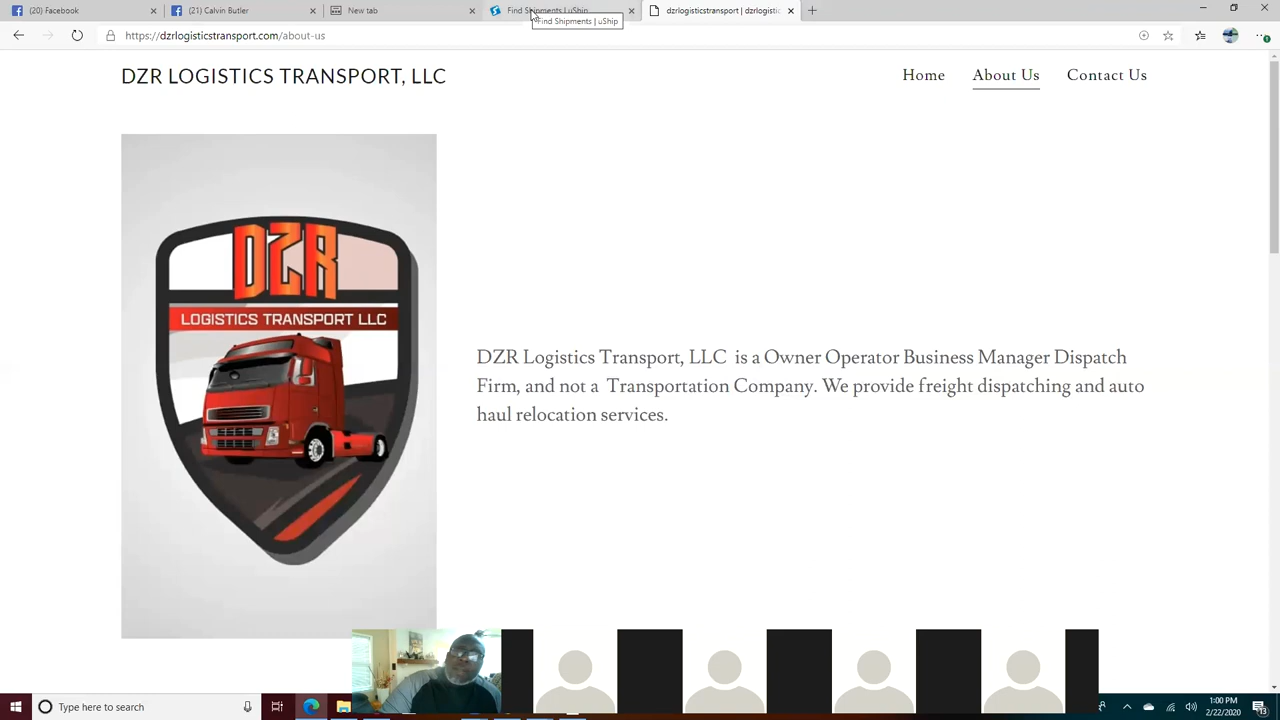 (20) Facebook
(21) Calvin Butler
New tab
Find Shipments | uShip
dzrlogisticstransport | dzrlogistic
Find Shipments | uShip
https://dzrlogisticstransport.com/about-us
DZR LOGISTICS TRANSPORT, LLC
Home
About Us
Contact Us
DZR
LOGISTICS TRANSPORT LLC
DZR Logistics Transport, LLC is a Owner Operator Business Manager Dispatch
Firm, and not a Transportation Company. We provide freight dispatching and auto
haul relocation services.
Type here to search
1:00 PM
2/22/2020